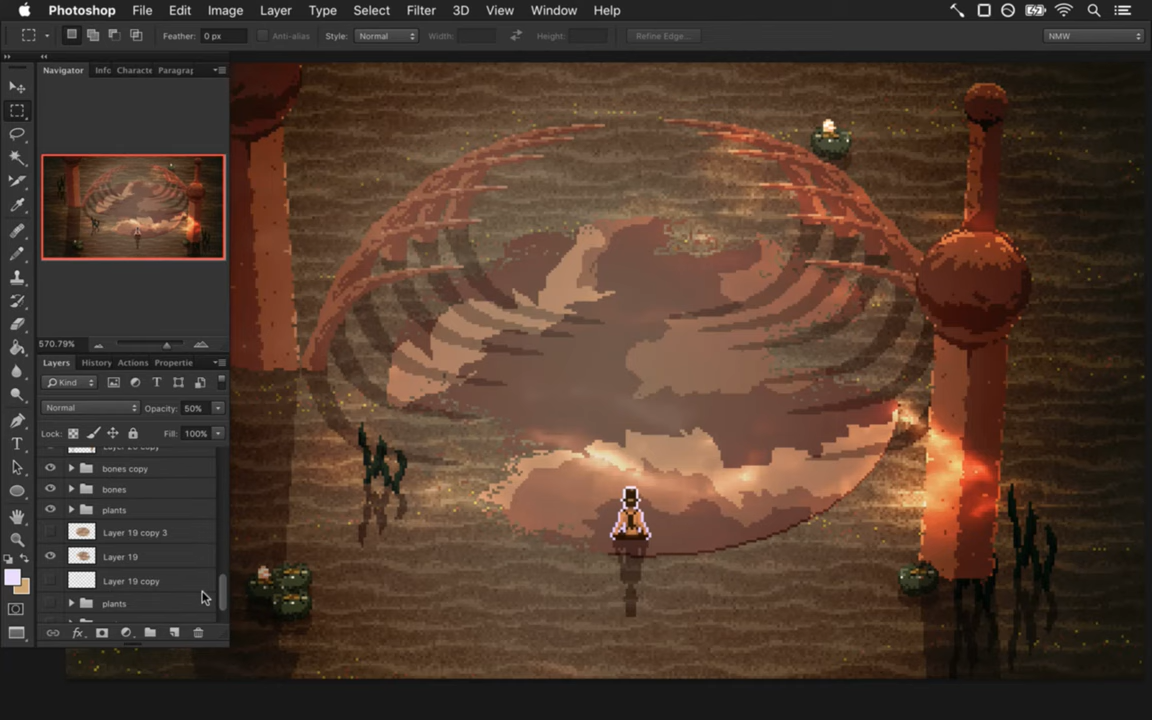 Photoshop File Edit Image Layer Type Select Filter 3D View Window Help
Feather: 0 px Anti-alias Style: Normal Width: Height: Refine Edge... NMW
Navigator Info Characte Paragrap
570.79%
Layers History Actions Propertie
Kind
Normal Opacity: 50%
Lock: Fill: 100%
bones copy
bones
plants
Layer 19 copy 3
Layer 19
Layer 19 copy
plants
fx